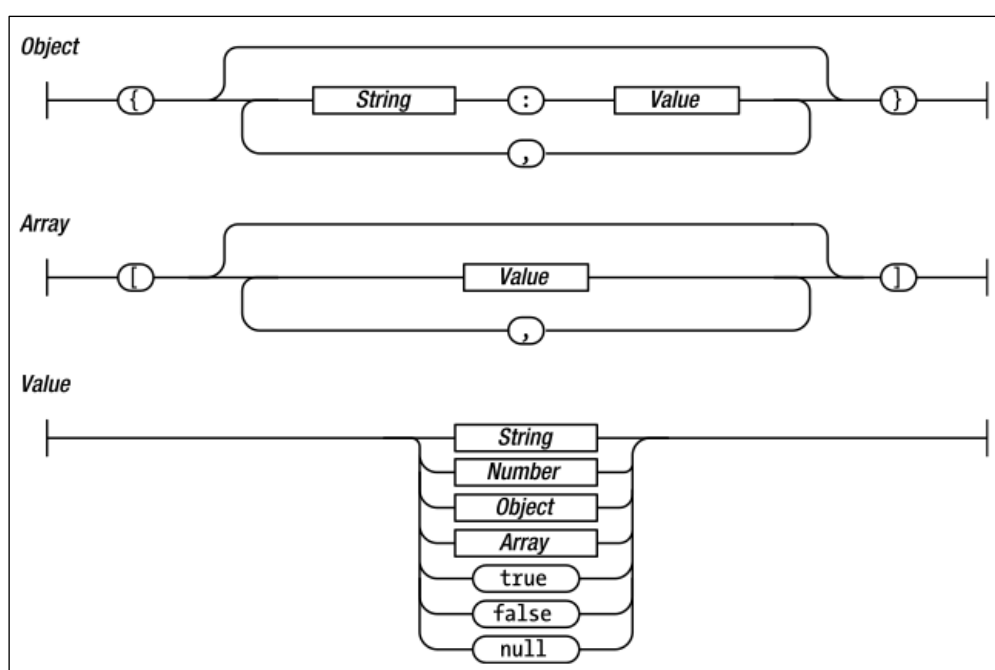 Object
{ String : Value }
,
Array
[ Value ]
,
Value
String
Number
Object
Array
true
false
null